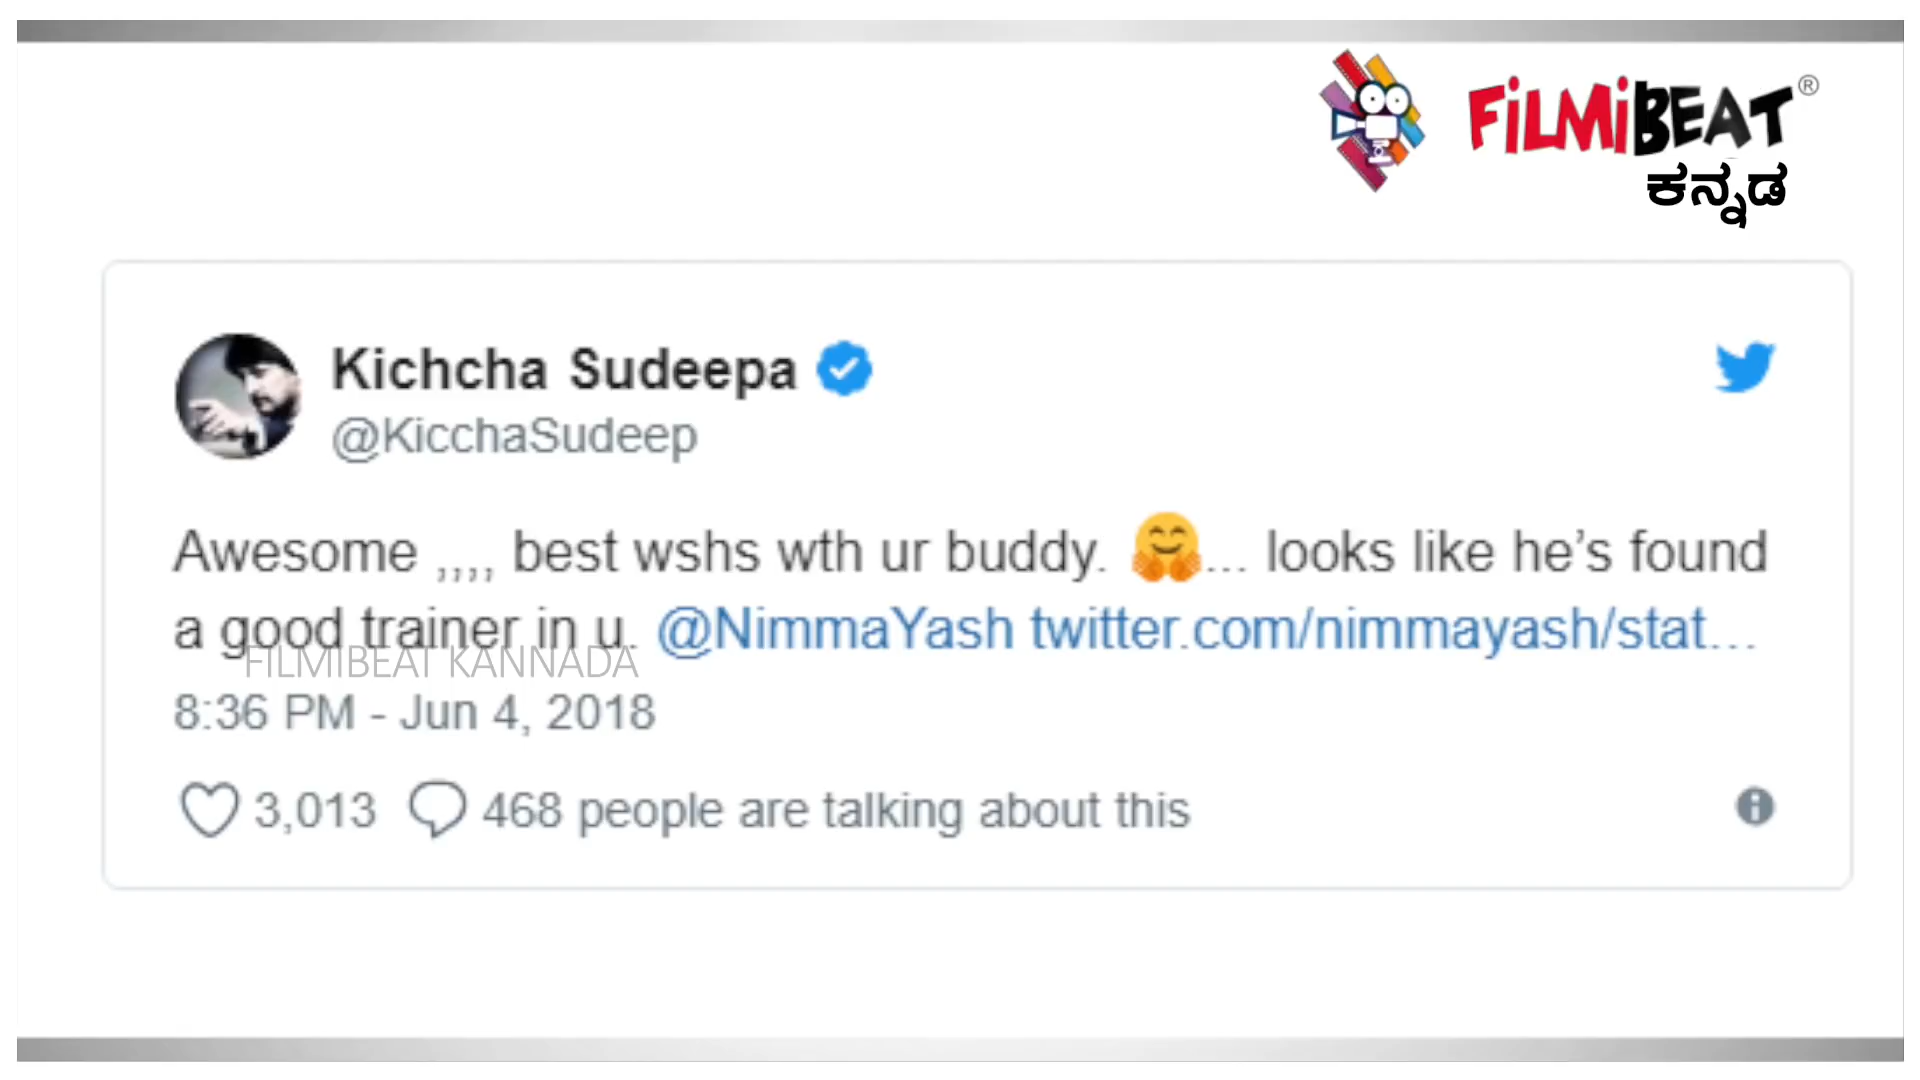 FiLMiBEAT®
ಕನ್ನಡ
Kichcha Sudeepa
@KicchaSudeep
Awesome ,,,, best wshs wth ur buddy. 🤗... looks like he’s found
a good trainer in u. @NimmaYash twitter.com/nimmayash/stat…
FILMIBEAT KANNADA
8:36 PM - Jun 4, 2018
3,013 468 people are talking about this